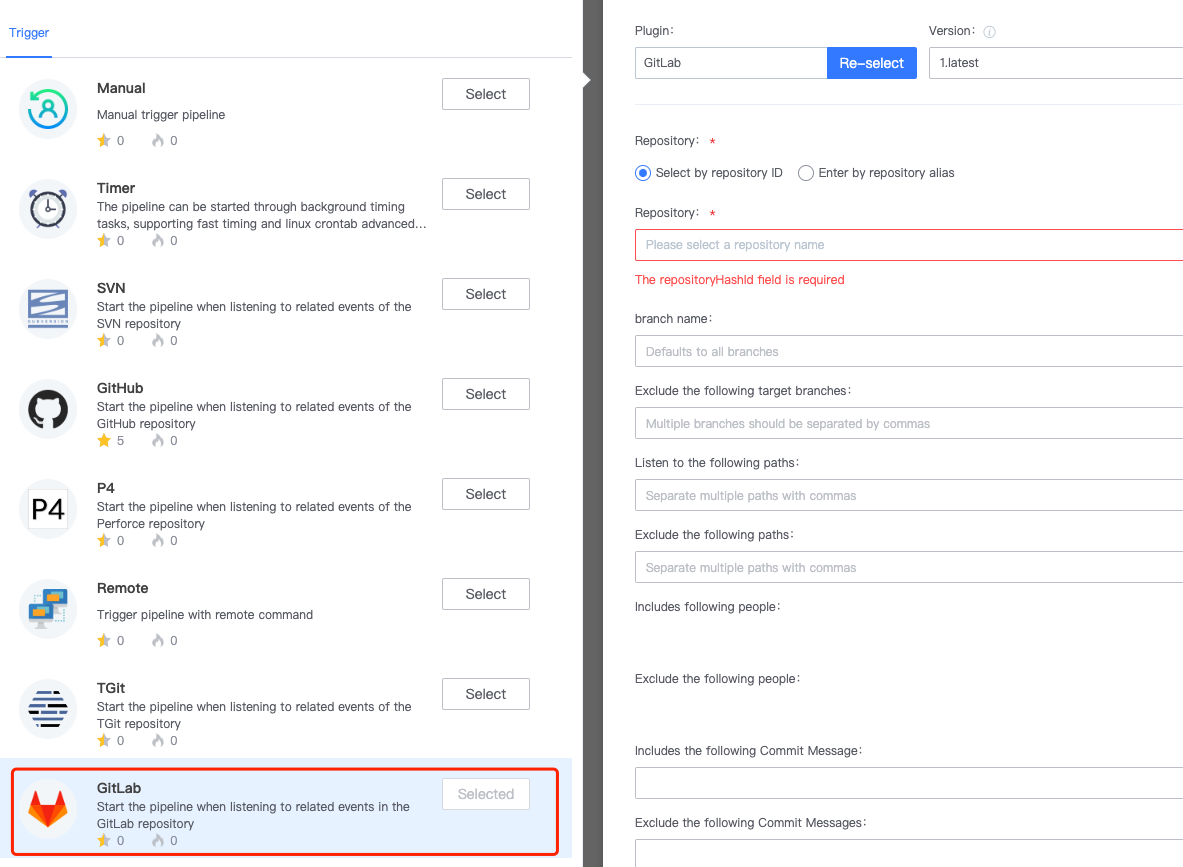 Trigger
Manual
Select
Manual trigger pipeline
0 0
Timer
Select
The pipeline can be started through background timing
tasks, supporting fast timing and linux crontab advanced...
0 0
SVN
Select
Start the pipeline when listening to related events of the
SVN repository
0 0
SUBVERSION
GitHub
Select
Start the pipeline when listening to related events of the
GitHub repository
5 0
P4
P4
Select
Start the pipeline when listening to related events of the
Perforce repository
0 0
Remote
Select
Trigger pipeline with remote command
0 0
TGit
Select
Start the pipeline when listening to related events of the
TGit repository
0 0
GitLab
Selected
Start the pipeline when listening to related events in the
GitLab repository
0 0
Plugin:
GitLab
Re-select
Version:
1.latest
Repository: *
Select by repository ID
Enter by repository alias
Repository: *
Please select a repository name
The repositoryHashId field is required
branch name:
Defaults to all branches
Exclude the following target branches:
Multiple branches should be separated by commas
Listen to the following paths:
Separate multiple paths with commas
Exclude the following paths:
Separate multiple paths with commas
Includes following people:
Exclude the following people:
Includes the following Commit Message:
Exclude the following Commit Messages: